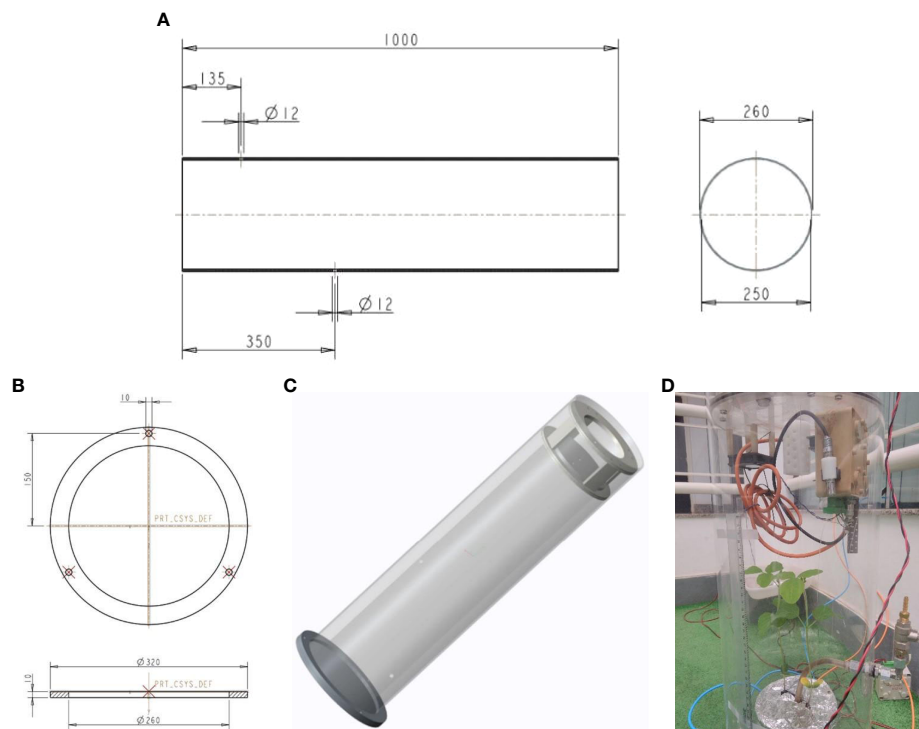 A
1000
135
Ø12
260
Ø12
250
350
B
C
D
10
150
PRT_CSYS_DEF
Ø320
10
PRT_CSYS_DEF
Ø260